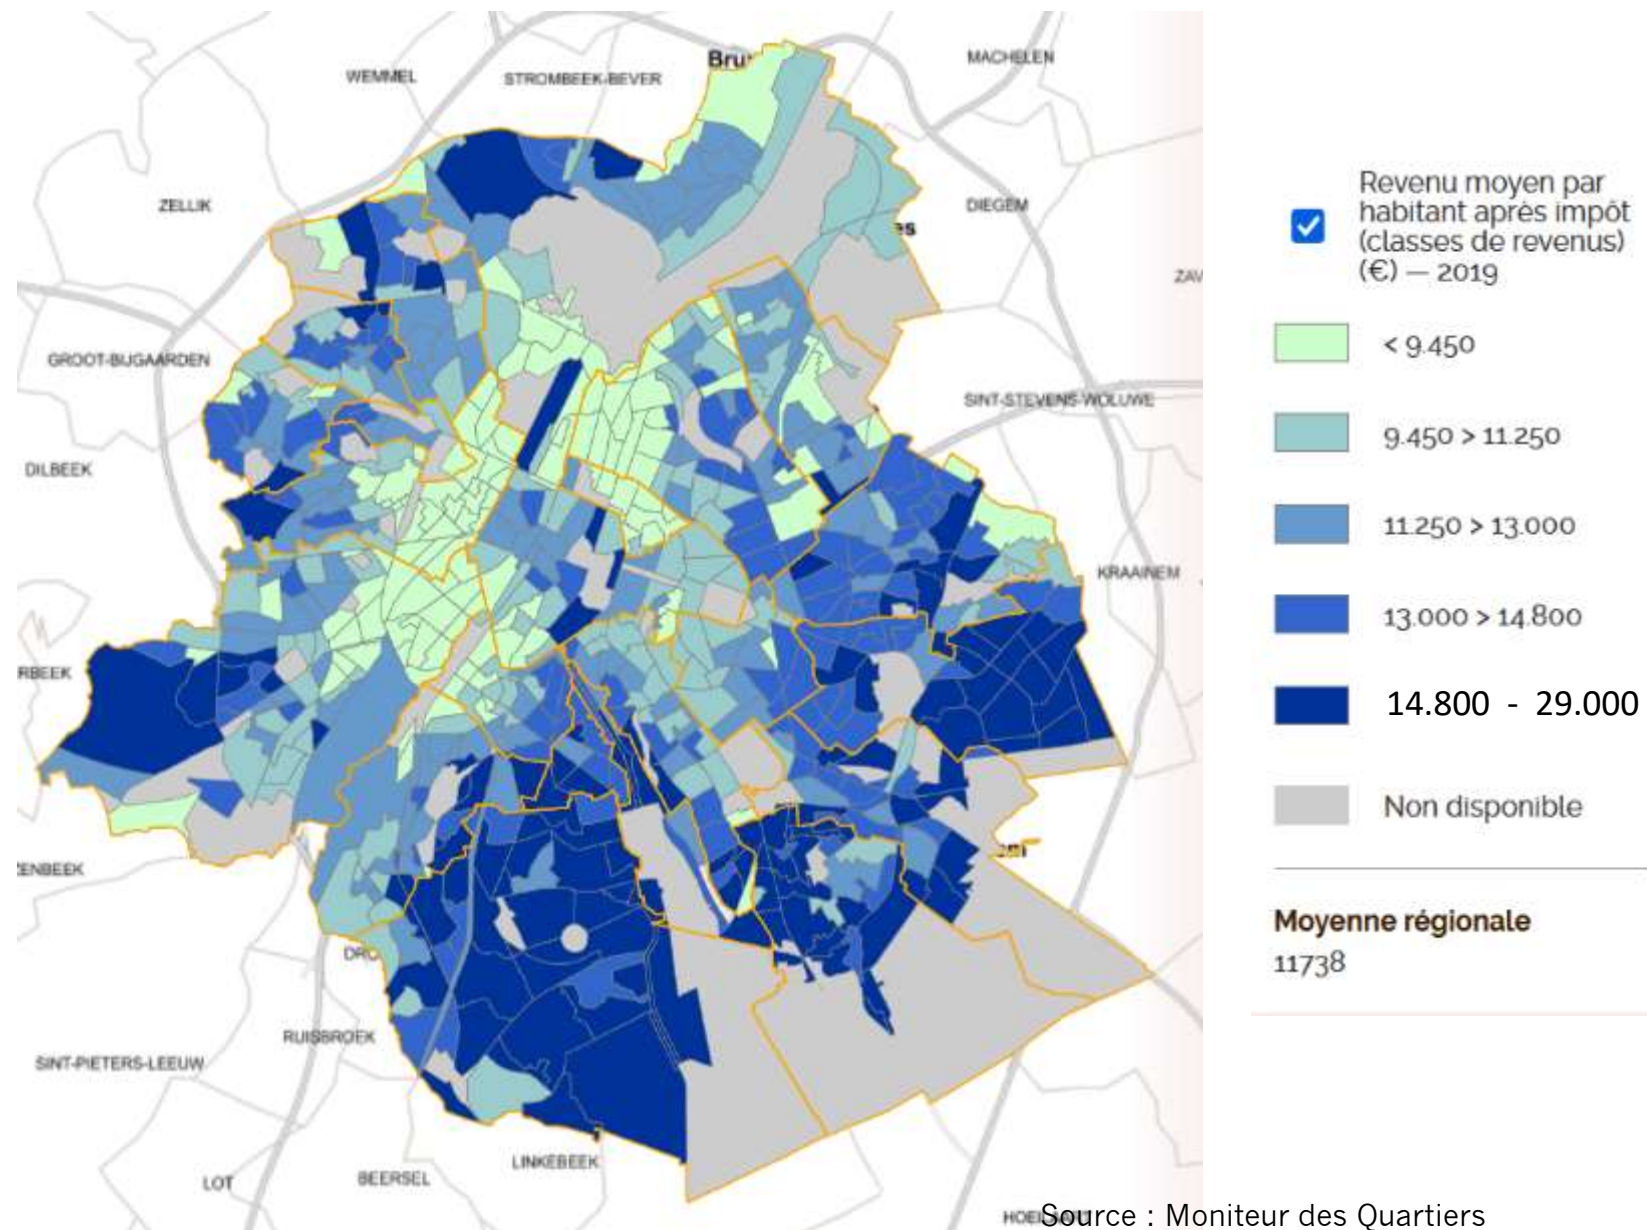 Bru
MACHELEN
WEMMEL
STROMBEEK-BEVER
ZELLIK
DIEGEM
es
ZAV
GROOT-BIJGAARDEN
SINT-STEVENS-WOLUWE
DILBEEK
KRAAINEM
RBEEK
ZENBEEK
em
DRO
RUISBROEK
SINT-PIETERS-LEEUW
LINKEBEEK
BEERSEL
LOT
Revenu moyen par
habitant après impôt
(classes de revenus)
(€) — 2019
< 9.450
9.450 > 11.250
11.250 > 13.000
13.000 > 14.800
14.800 - 29.000
Non disponible
Moyenne régionale
11738
Source : Moniteur des Quartiers